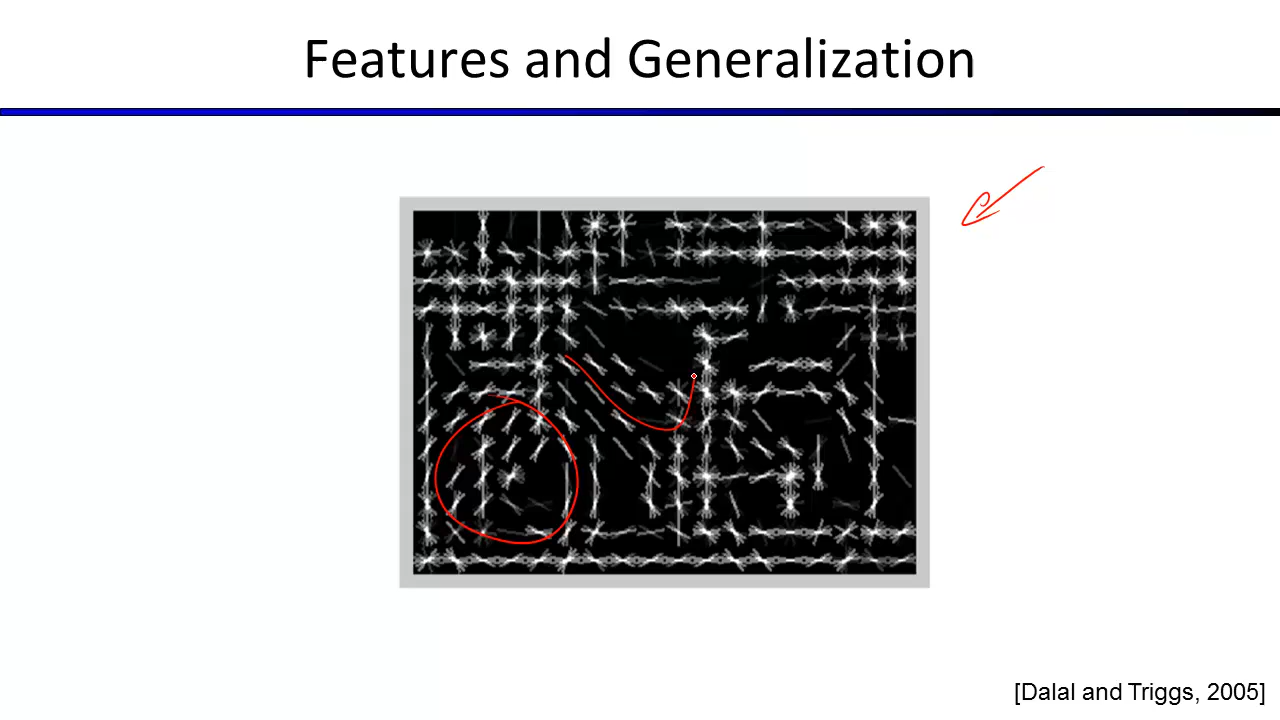 Features and Generalization
[Dalal and Triggs, 2005]